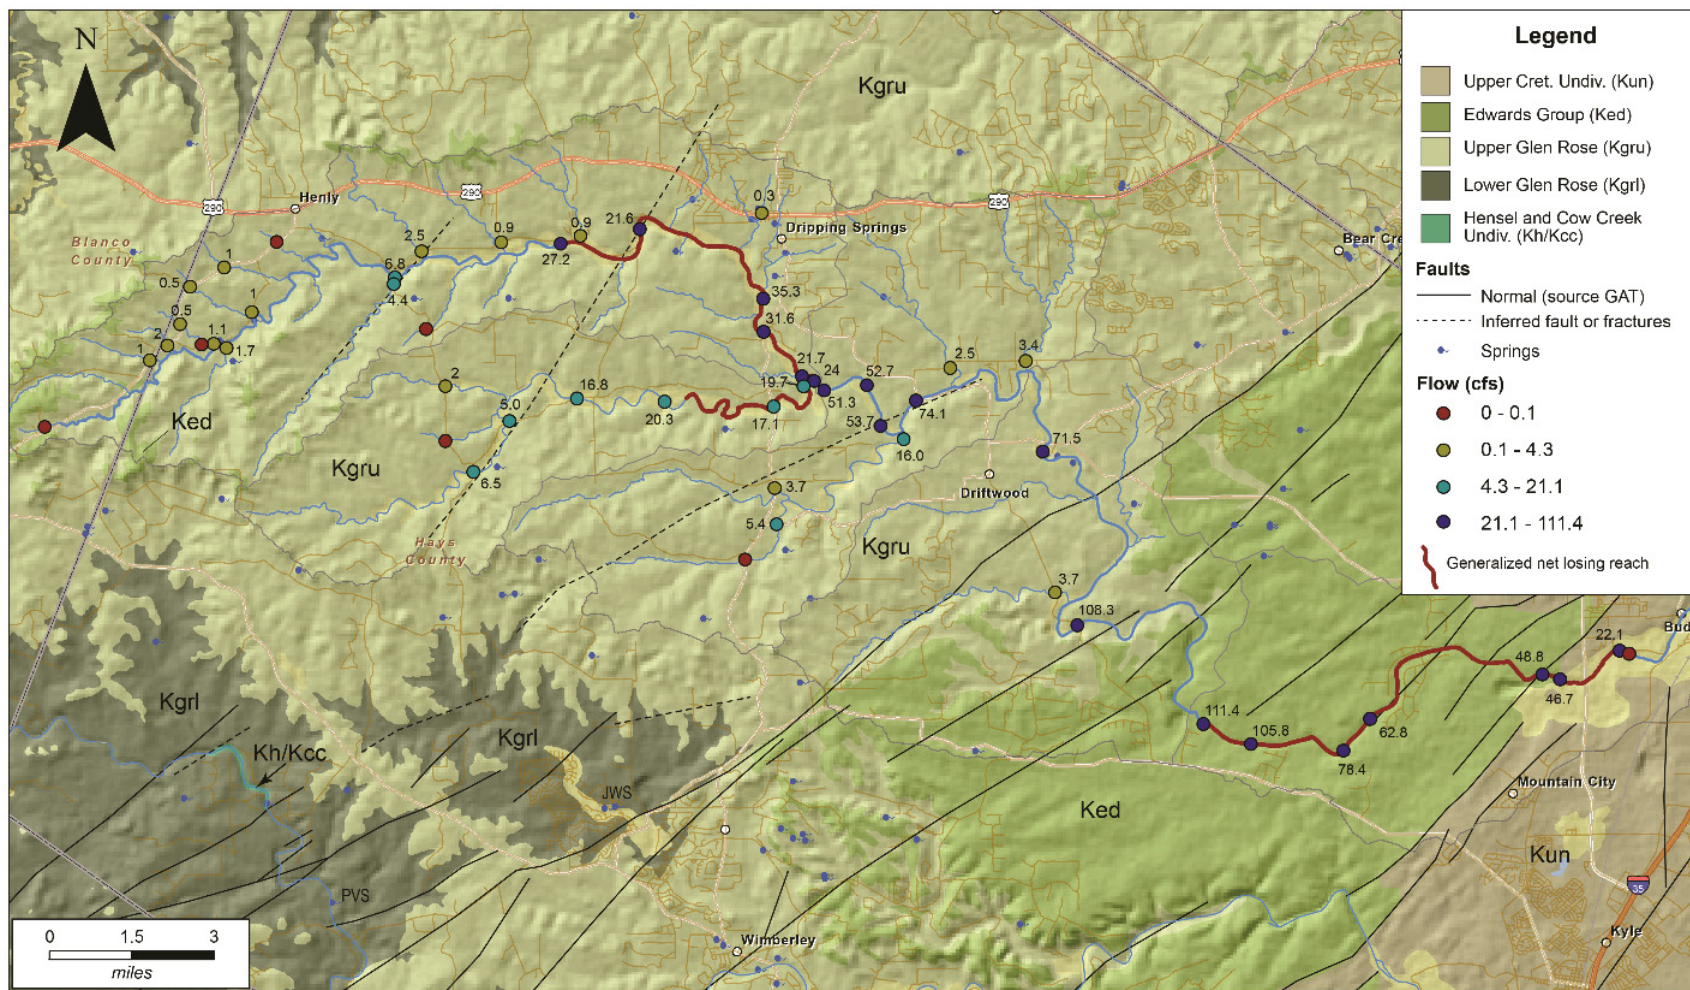 N
Kgru
290
Henly
290
Blanco
County
Dripping Springs
290
Bear Cre
0.3
21.6
0.9
0.9
2.5
27.2
1
6.8
4.4
0.5
1
35.3
0.5
31.6
2
1.1
1
1.7
21.7
24
19.7
52.7
2.5
3.4
51.3
2
16.8
5.0
20.3
17.1
53.7
74.1
16.0
71.5
Ked
Kgru
6.5
3.7
Driftwood
5.4
Hays
County
Kgru
3.7
108.3
22.1
Bud
48.8
46.7
Kgrl
Kgrl
111.4
105.8
62.8
78.4
Kh/Kcc
JWS
Mountain City
Ked
Kun
35
PVS
Wimberley
Kyle
0 1.5 3
miles
Legend
Upper Cret. Undiv. (Kun)
Edwards Group (Ked)
Upper Glen Rose (Kgru)
Lower Glen Rose (Kgrl)
Hensel and Cow Creek
Undiv. (Kh/Kcc)
Faults
Normal (source GAT)
Inferred fault or fractures
Springs
Flow (cfs)
0 - 0.1
0.1 - 4.3
4.3 - 21.1
21.1 - 111.4
Generalized net losing reach